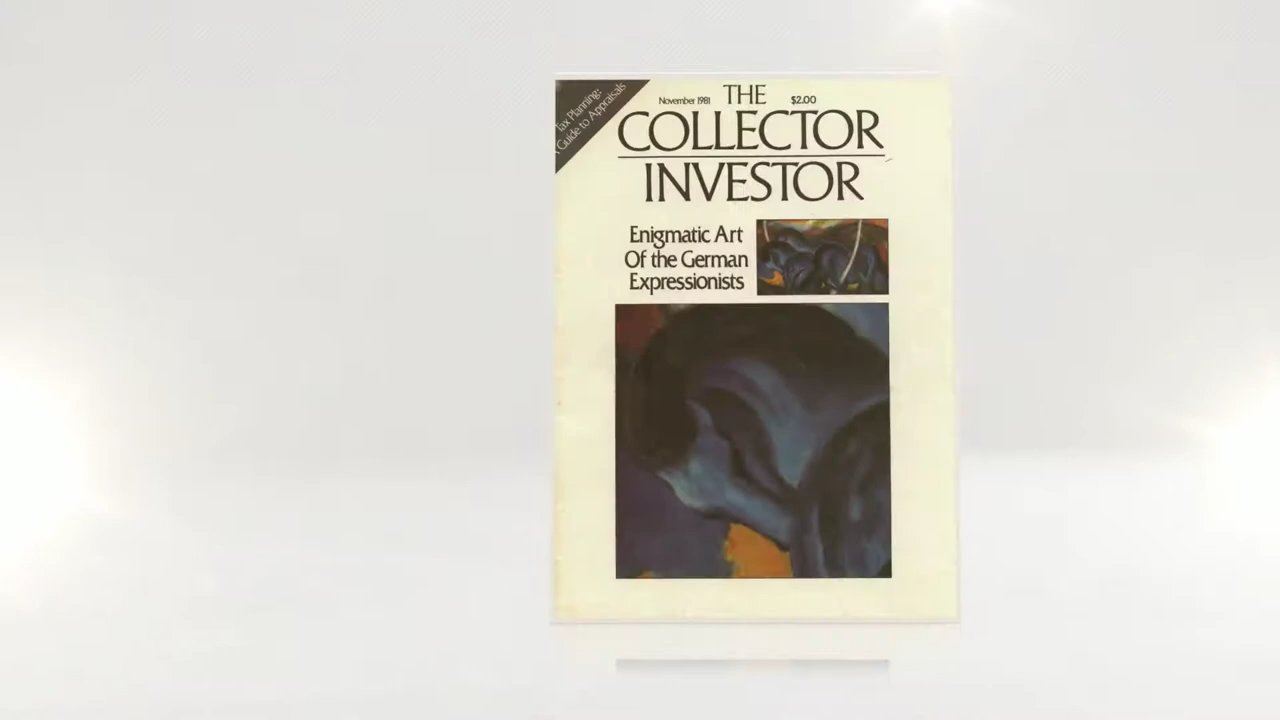 Tax Planning:
Guide to Appraisals
November 1981 THE $2.00
COLLECTOR
INVESTOR
Enigmatic Art
Of the German
Expressionists